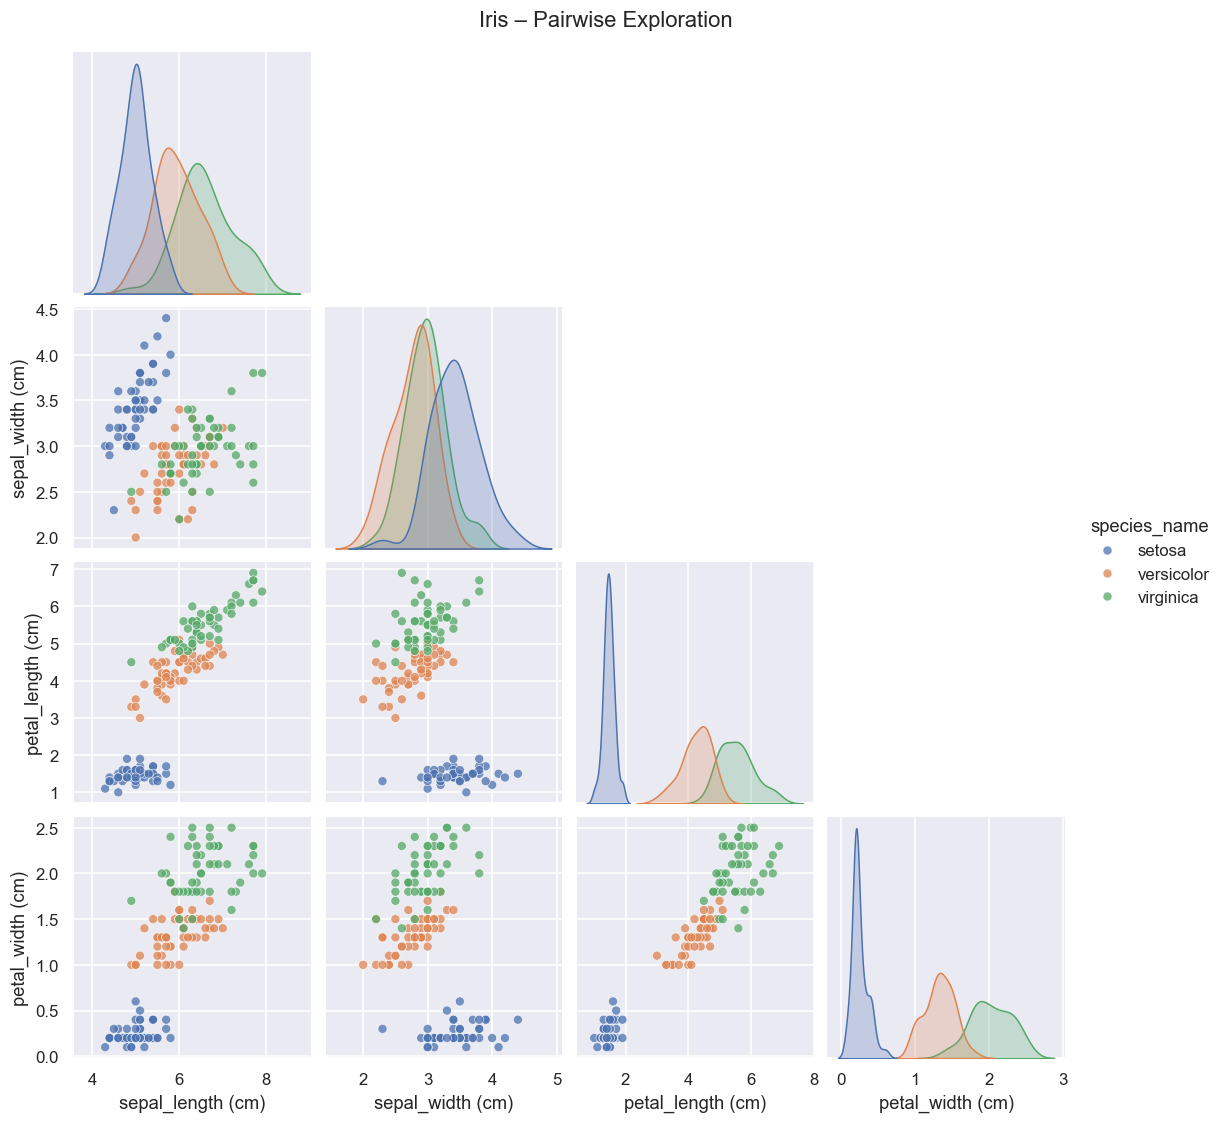 Iris – Pairwise Exploration
4.5
4.0
3.5
3.0
2.5
2.0
sepal_width (cm)
7
6
5
4
3
2
1
petal_length (cm)
species_name
setosa
versicolor
virginica
2.5
2.0
1.5
1.0
0.5
0.0
petal_width (cm)
4 6 8
2 3 4 5
2 4 6 8
0 1 2 3
sepal_length (cm)
sepal_width (cm)
petal_length (cm)
petal_width (cm)